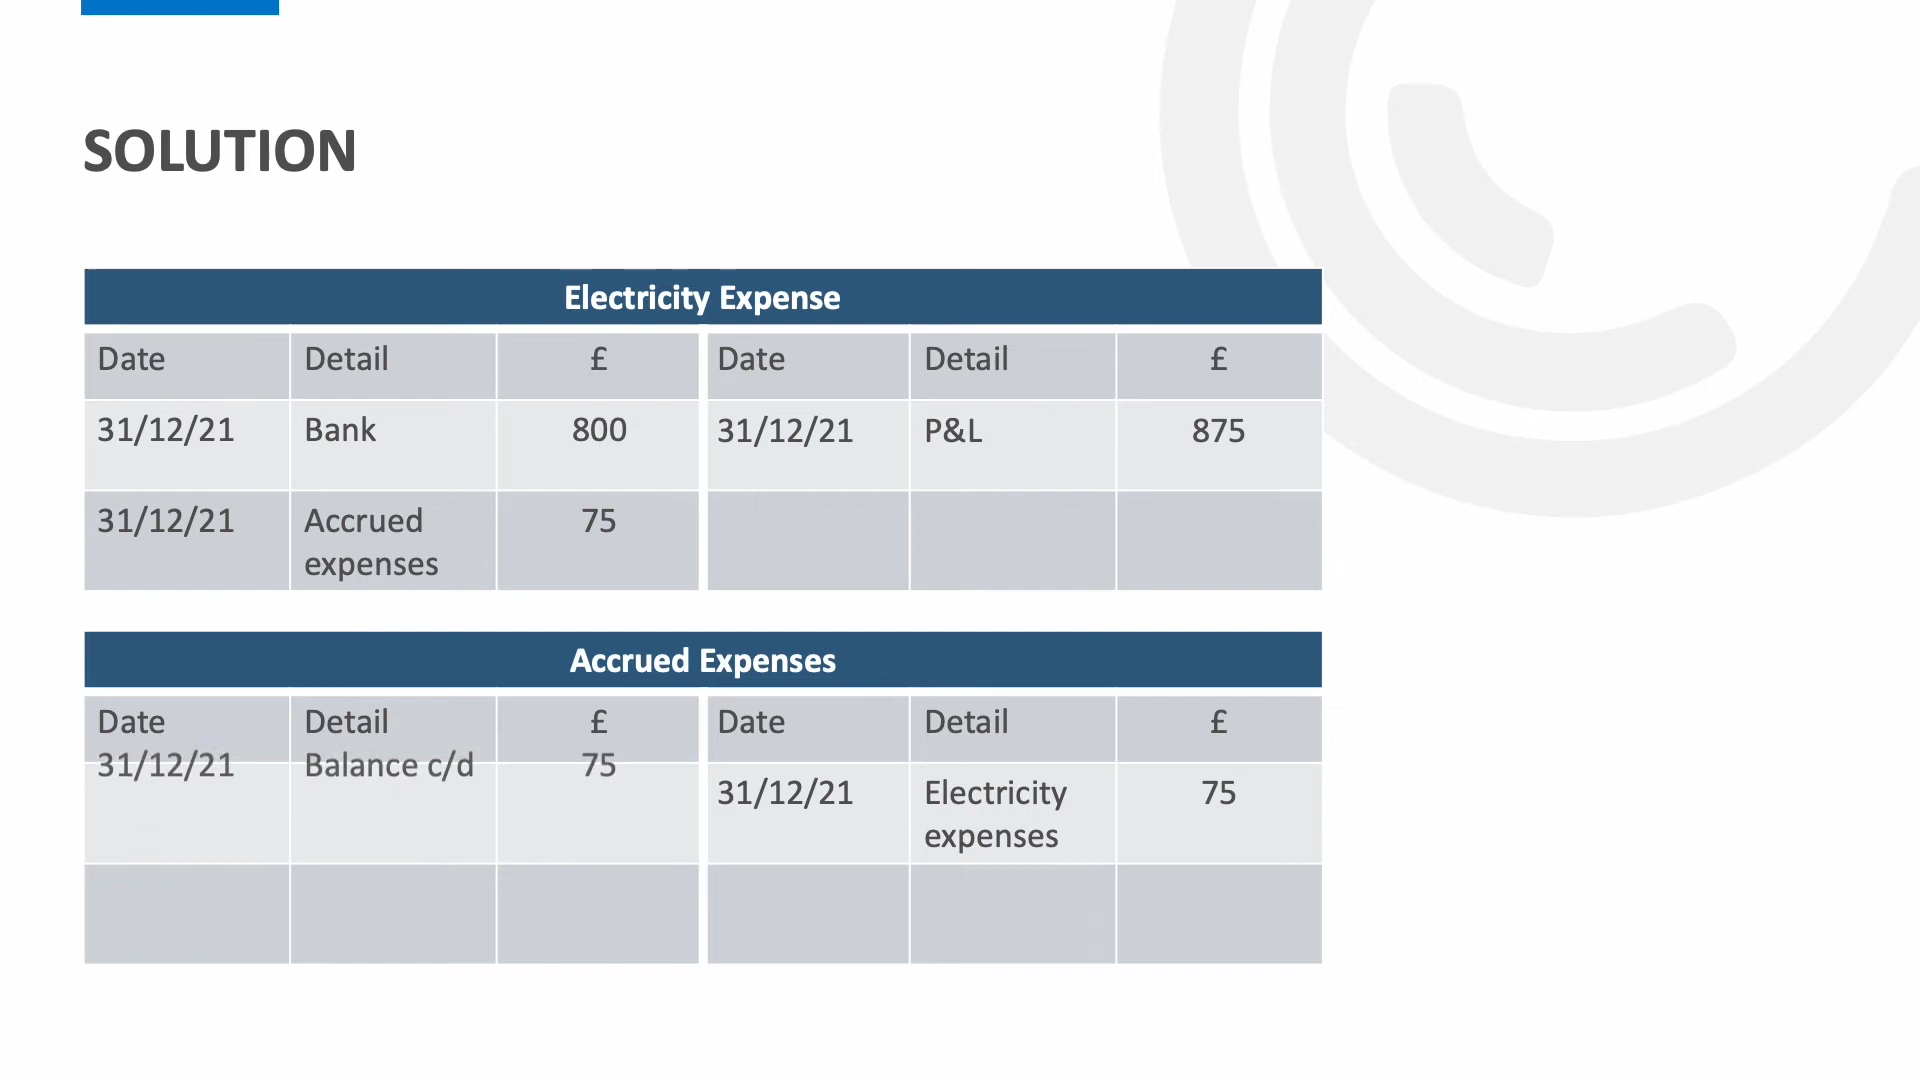 SOLUTION
Electricity Expense
Date Detail £ Date Detail £
31/12/21 Bank 800 31/12/21 P&L 875
31/12/21 Accrued 75
expenses
Accrued Expenses
Date Detail £ Date Detail £
31/12/21 Balance c/d 75
31/12/21 Electricity 75
expenses